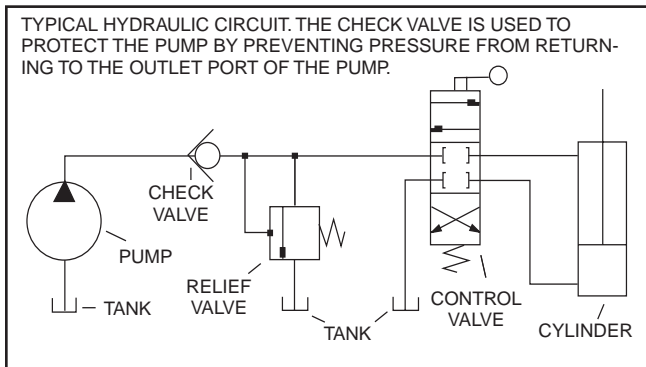 TYPICAL HYDRAULIC CIRCUIT. THE CHECK VALVE IS USED TO
PROTECT THE PUMP BY PREVENTING PRESSURE FROM RETURN-
ING TO THE OUTLET PORT OF THE PUMP.
CHECK
VALVE
PUMP
TANK
RELIEF
VALVE
TANK
CONTROL
VALVE
CYLINDER